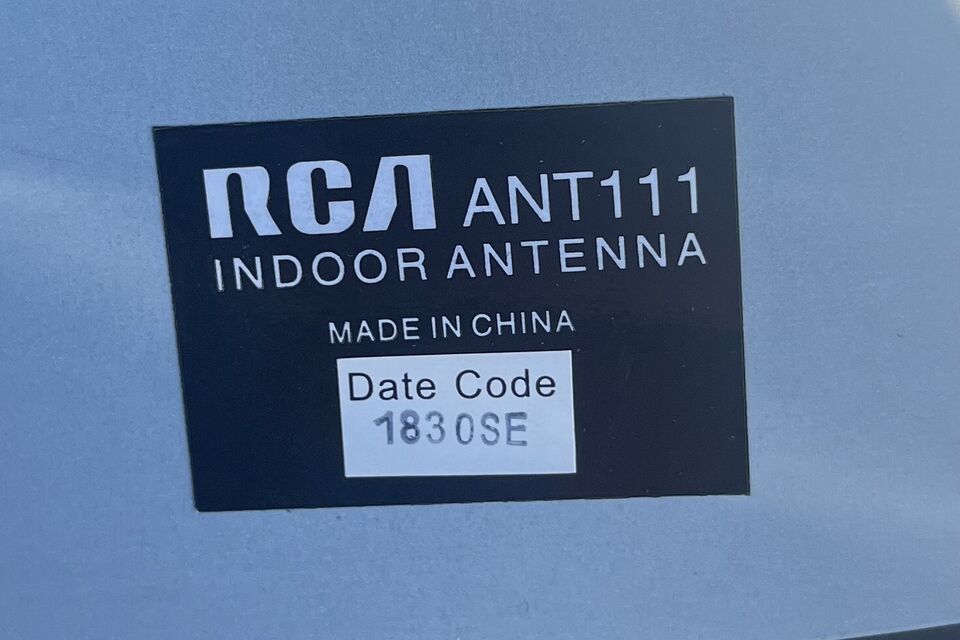 RCA ANT111
INDOOR ANTENNA
MADE IN CHINA
Date Code
1830SE